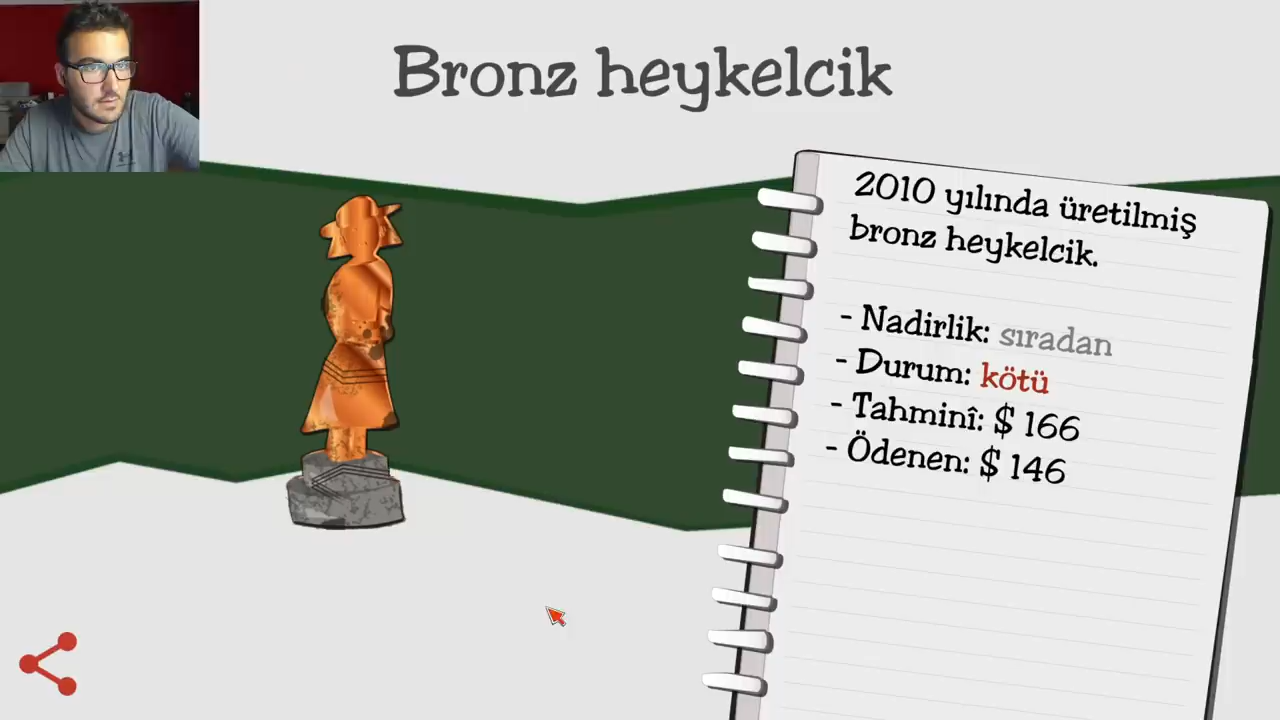 Bronz heykelcik
2010 yılında üretilmiş
bronz heykelcik.
- Nadirlik: sıradan
- Durum: kötü
- Tahminî: $ 166
- Ödenen: $ 146